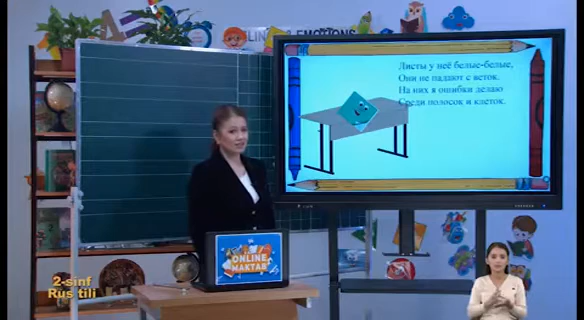 EMOTIONS
Листы у неё белые-белые,
Они не падают с веток.
На них я ошибки делаю
Среди полосок и клеток.
ONLINE
MAKTAB
2-sinf
Rus tili